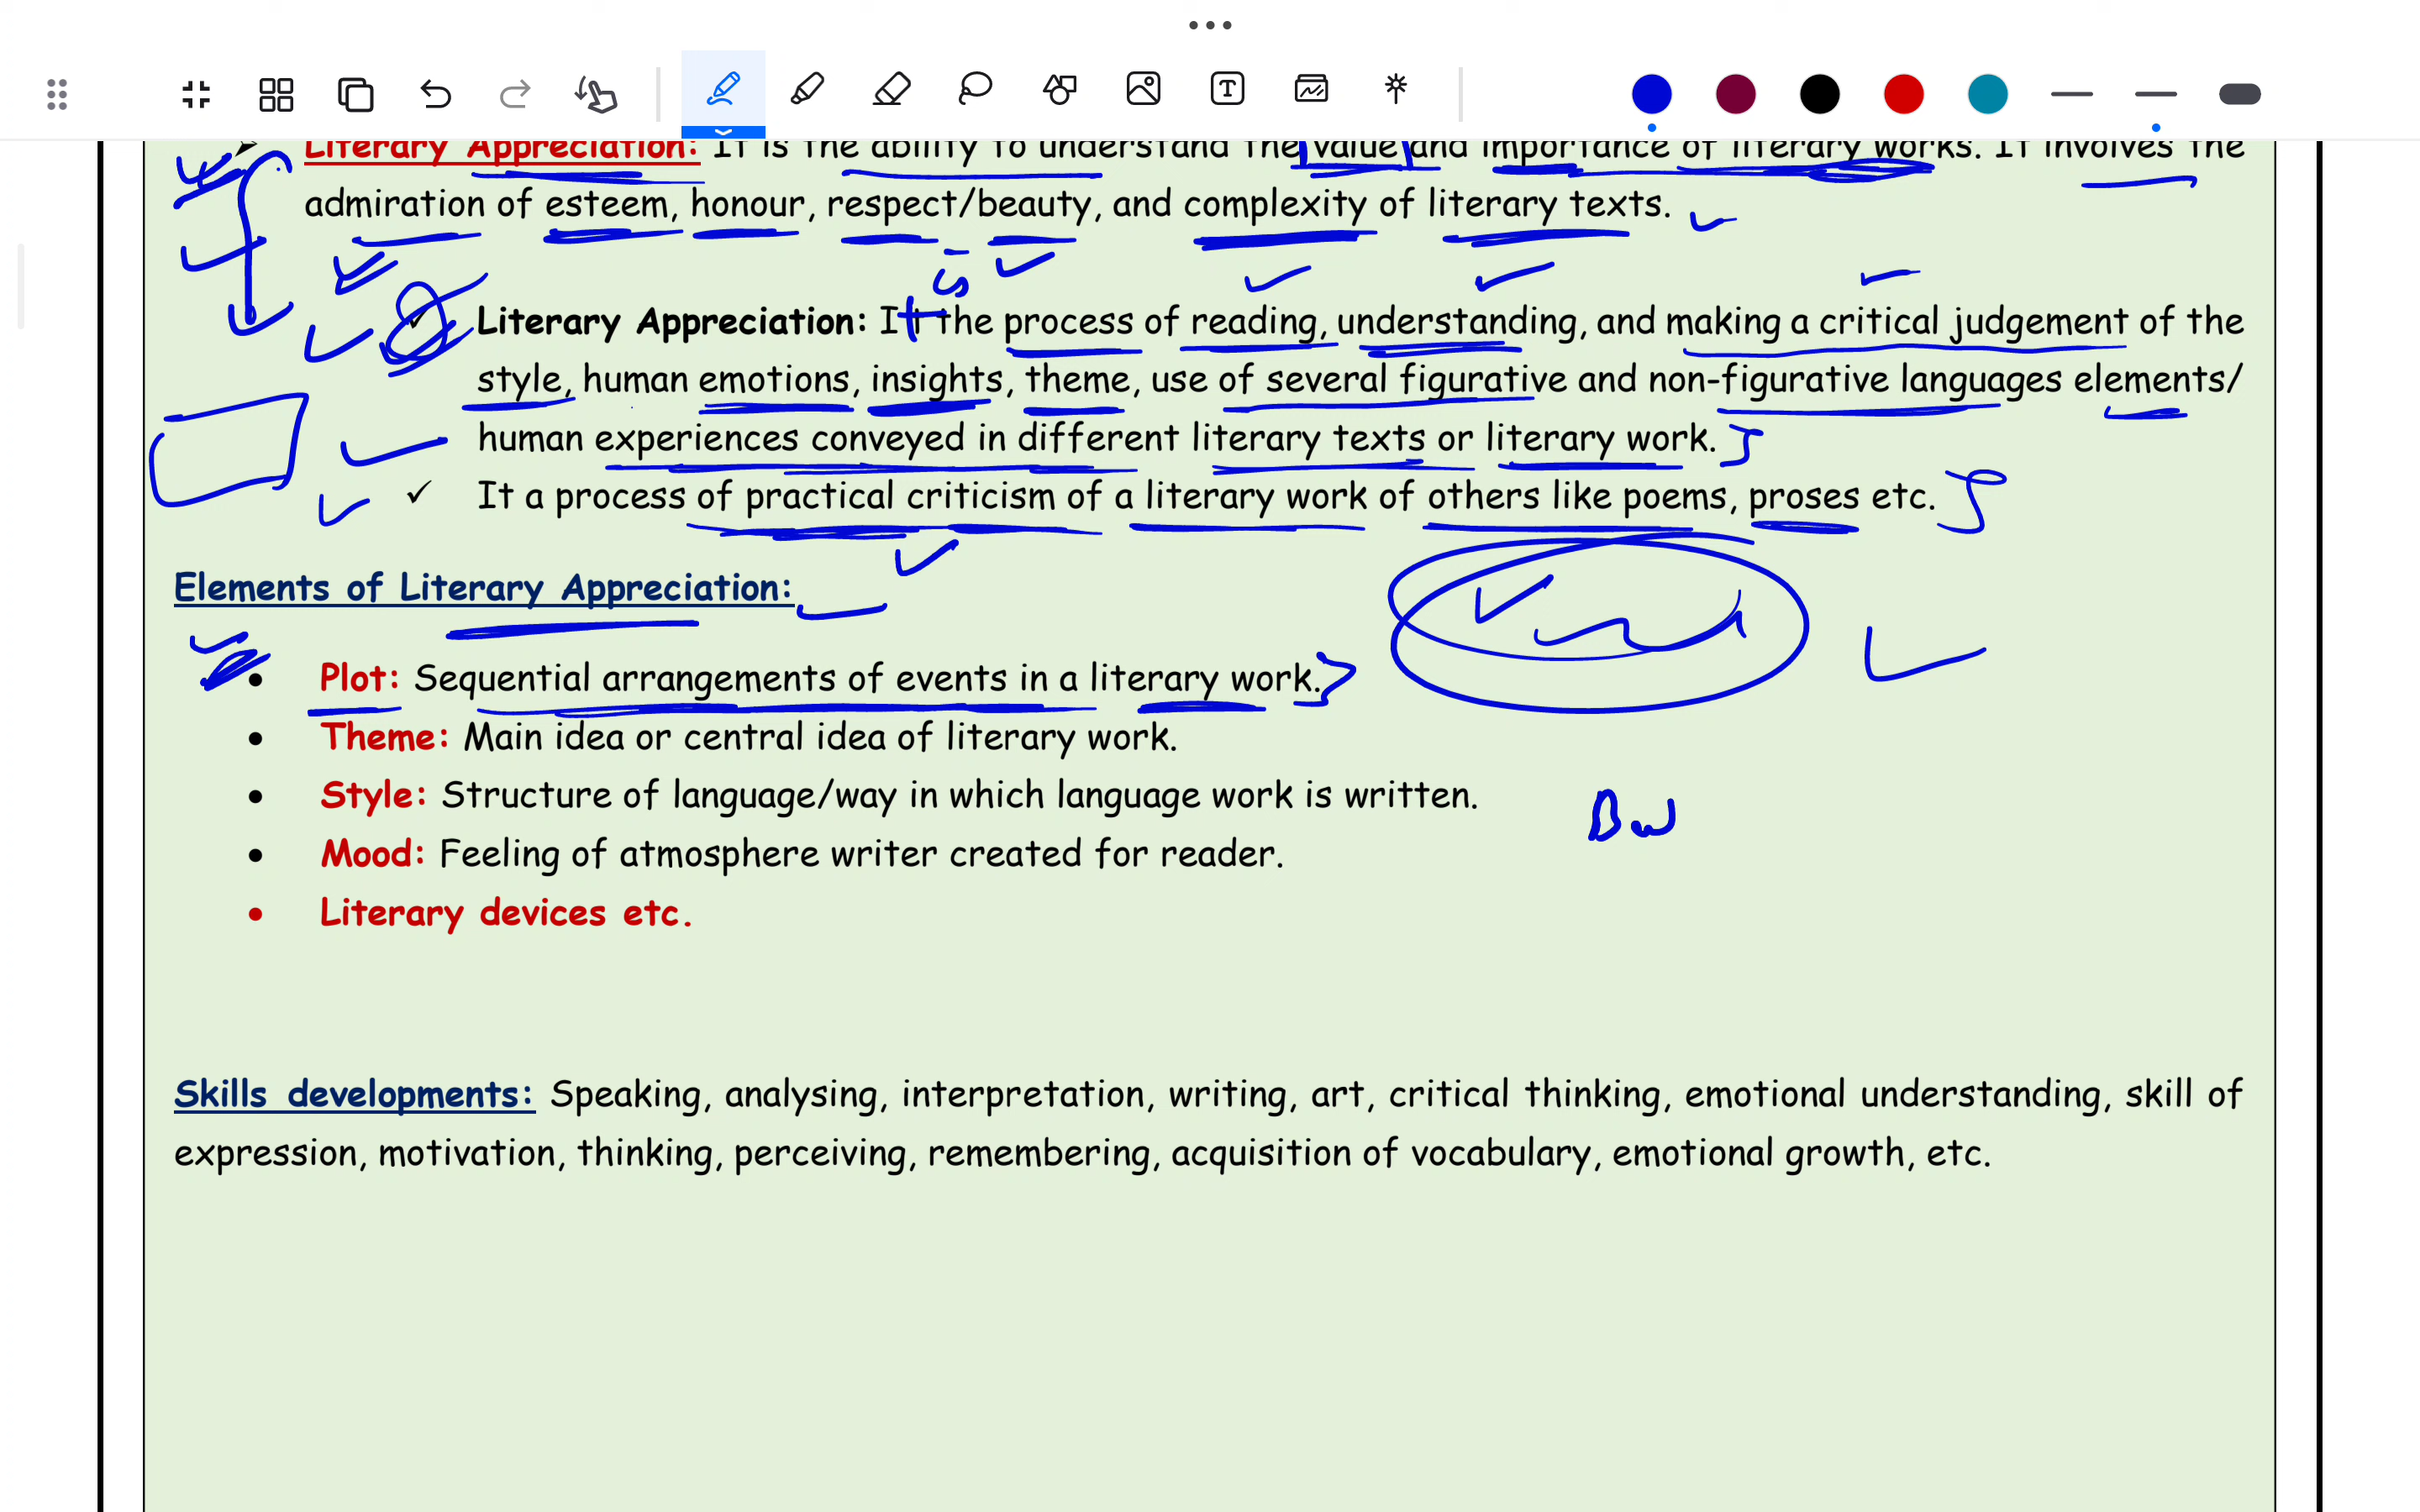 Literary Appreciation: It is the ability to understand the value and importance of literary works. It involves the
admiration of esteem, honour, respect/beauty, and complexity of literary texts.
is
Literary Appreciation: It the process of reading, understanding, and making a critical judgement of the
style, human emotions, insights, theme, use of several figurative and non-figurative languages elements/
human experiences conveyed in different literary texts or literary work.
It a process of practical criticism of a literary work of others like poems, proses etc.
Elements of Literary Appreciation:
Plot: Sequential arrangements of events in a literary work.
Theme: Main idea or central idea of literary work.
Style: Structure of language/way in which language work is written.
Mood: Feeling of atmosphere writer created for reader.
Literary devices etc.
Skills developments: Speaking, analysing, interpretation, writing, art, critical thinking, emotional understanding, skill of
expression, motivation, thinking, perceiving, remembering, acquisition of vocabulary, emotional growth, etc.